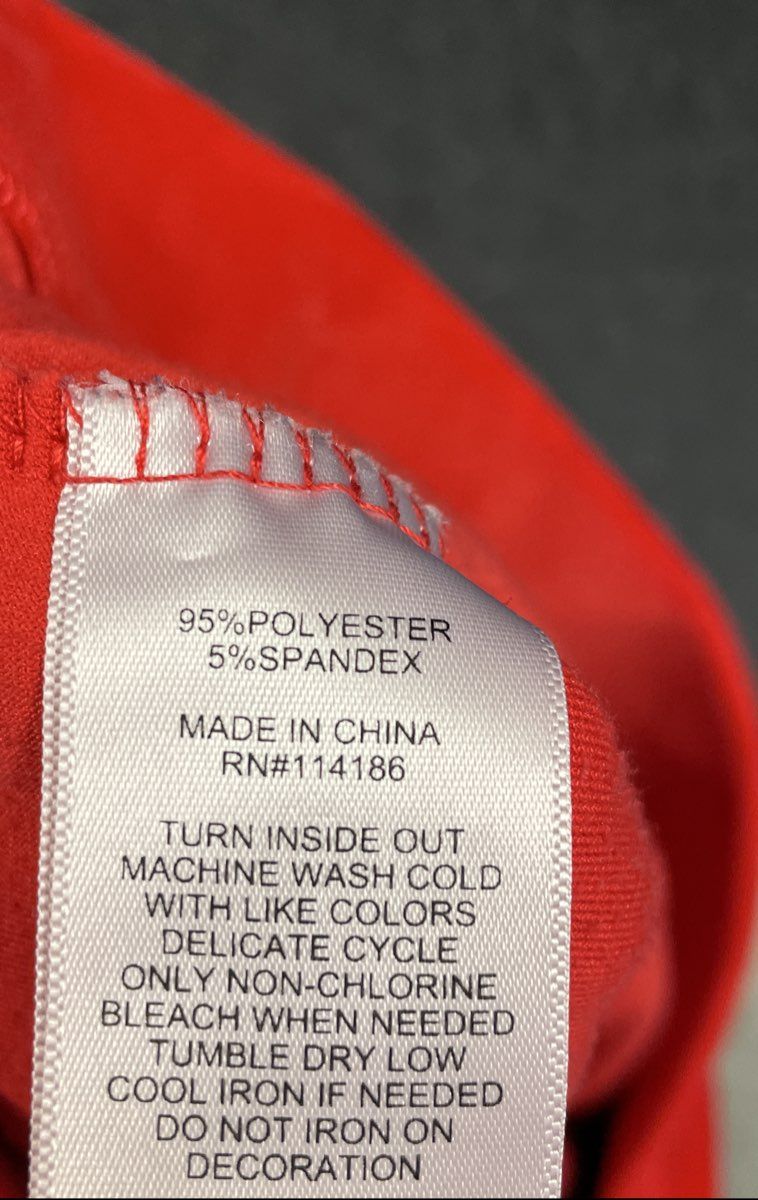 95%POLYESTER
5%SPANDEX
MADE IN CHINA
RN#114186
TURN INSIDE OUT
MACHINE WASH COLD
WITH LIKE COLORS
DELICATE CYCLE
ONLY NON-CHLORINE
BLEACH WHEN NEEDED
TUMBLE DRY LOW
COOL IRON IF NEEDED
DO NOT IRON ON
DECORATION